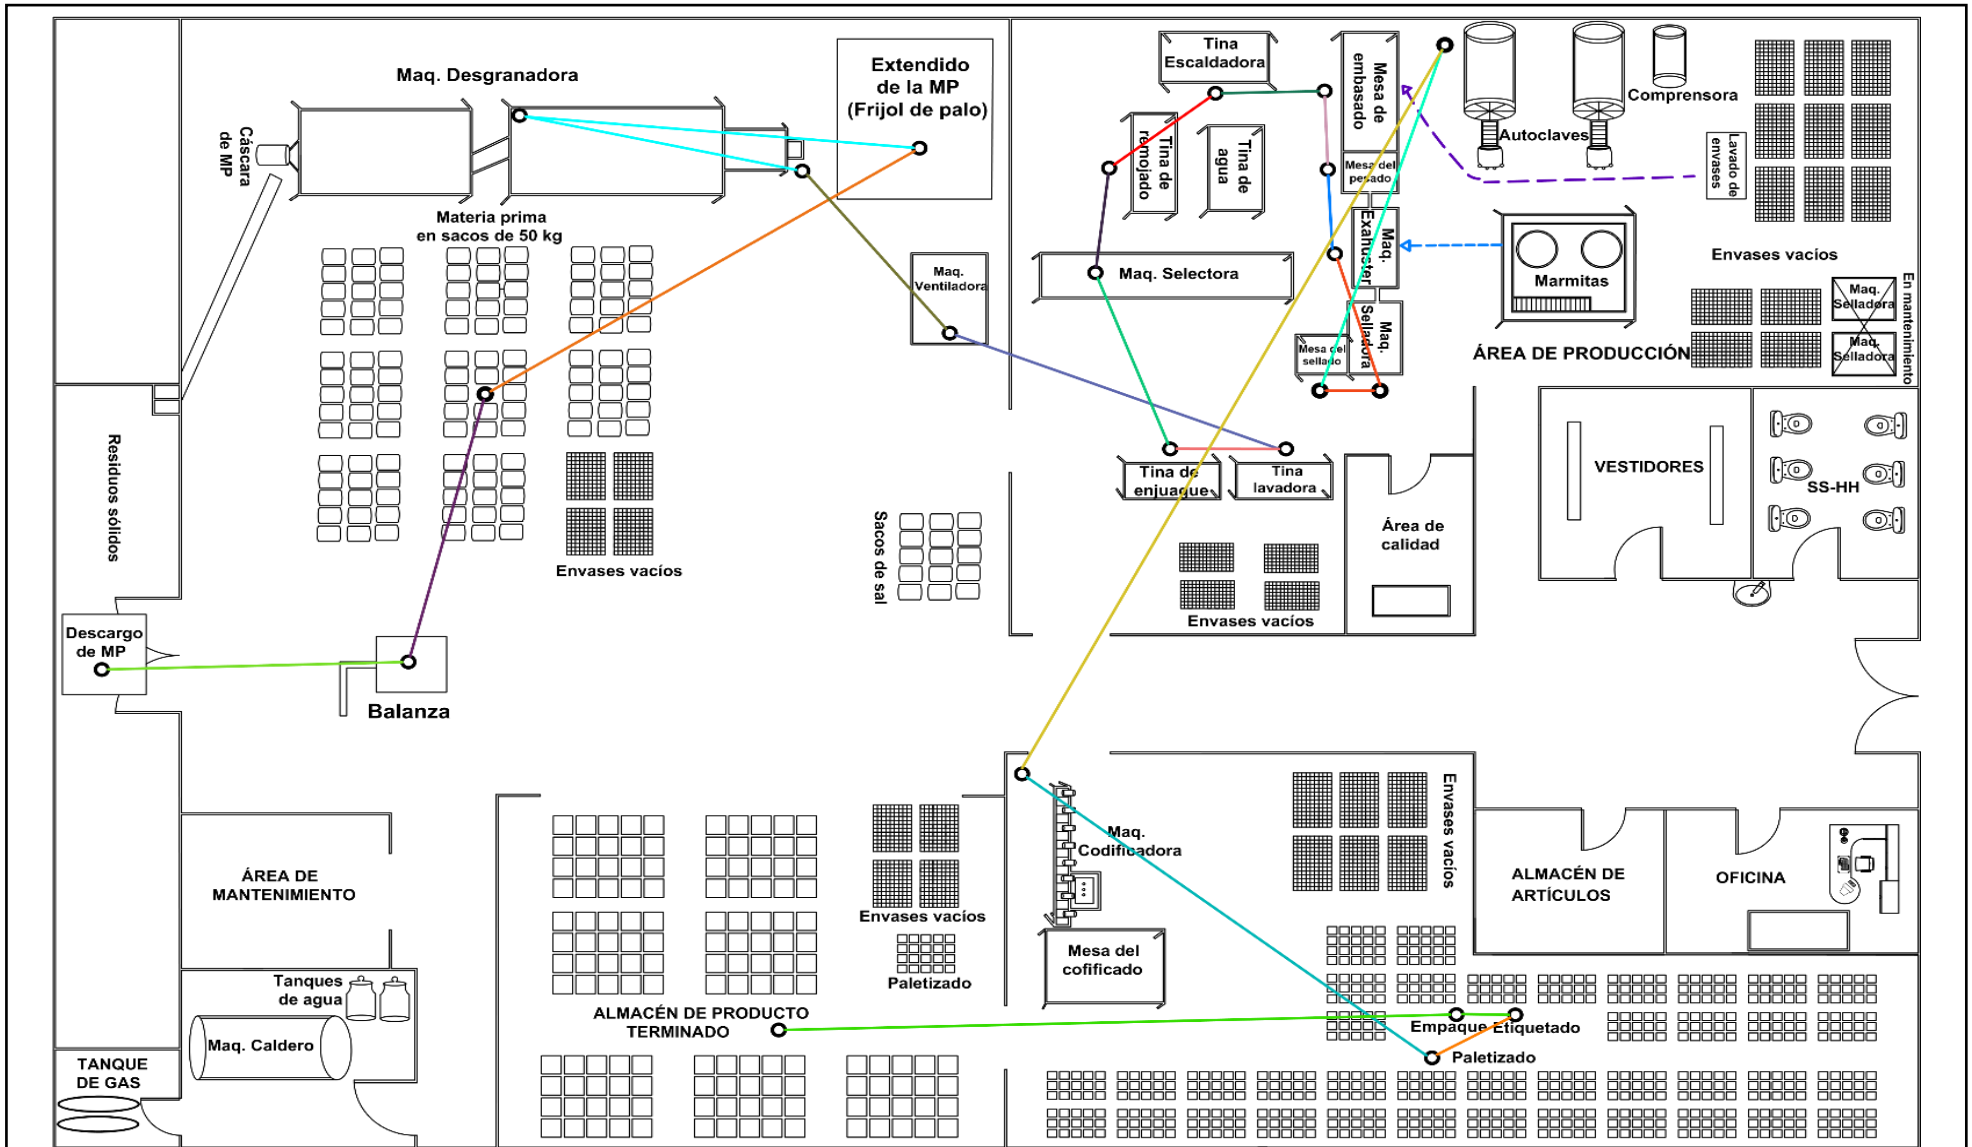 Maq. Desgranadora
Extendido
de la MP
(Frijol de palo)
Cáscara
de MP
Materia prima
en sacos de 50 kg
Maq.
Ventiladora
Residuos sólidos
Envases vacíos
Sacos de sal
Descargo
de MP
Balanza
Tina
Escaldadora
Tina de
remojado
Tina de
agua
Mesa de
embasado
Mesa del
pesado
Maq.
Exahuster
Maq. Selectora
Maq.
Selladora
Mesa del
sellado
Autoclaves
Comprensora
Lavado de
envases
Envases vacíos
Marmitas
Maq.
Selladora
Maq.
Selladora
En mantenimiento
ÁREA DE PRODUCCIÓN
Tina de
enjuague
Tina
lavadora
Envases vacíos
Área de
calidad
VESTIDORES
SS-HH
ÁREA DE
MANTENIMIENTO
Tanques
de agua
Maq. Caldero
TANQUE
DE GAS
Envases vacíos
Paletizado
ALMACÉN DE PRODUCTO
TERMINADO
Maq.
Codificadora
Mesa del
cofificado
Envases vacíos
ALMACÉN DE
ARTÍCULOS
OFICINA
Empaque
Etiquetado
Paletizado